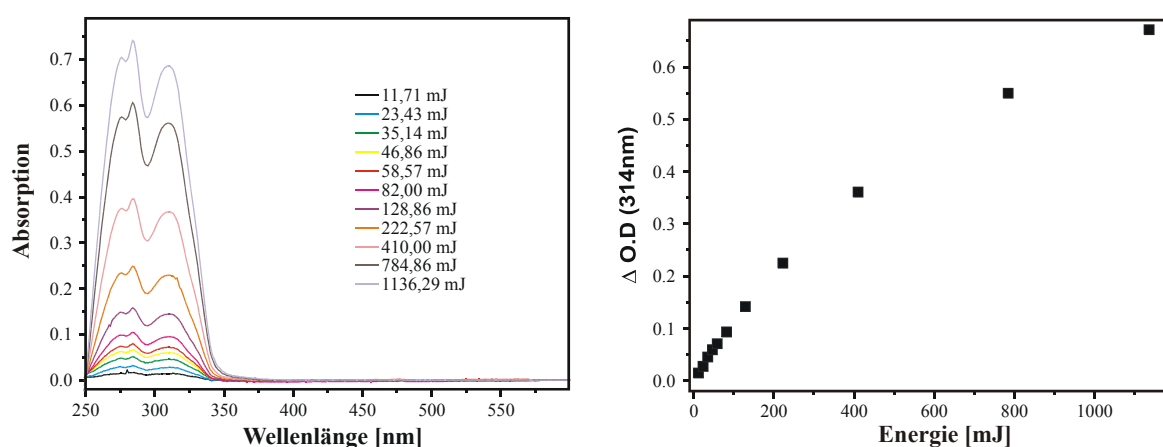 0.7
0.6
0.5
0.4
0.3
0.2
0.1
0.0
Absorption
250 300 350 400 450 500 550
Wellenlänge [nm]
11,71 mJ
23,43 mJ
35,14 mJ
46,86 mJ
58,57 mJ
82,00 mJ
128,86 mJ
222,57 mJ
410,00 mJ
784,86 mJ
1136,29 mJ
0.6
0.5
0.4
0.3
0.2
0.1
0.0
Δ O.D (314nm)
0 200 400 600 800 1000
Energie [mJ]